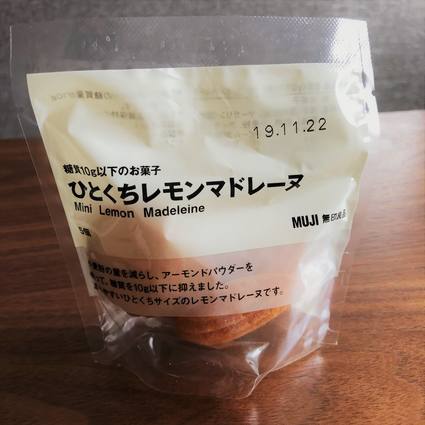 19.11.22
糖質10g以下のお菓子
ひとくちレモンマドレーヌ
Mini Lemon Madeleine
MUJI 無印良品
5個
の量を減らし、アーモンドパウダーを
て、糖質を10g以下に抑えました。
やすいひとくちサイズのレモンマドレーヌです。